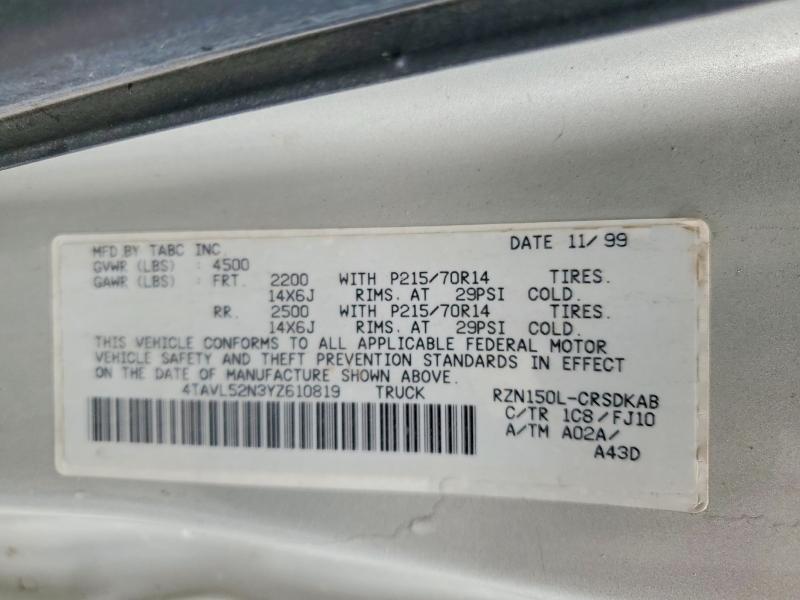 MFD.BY TABC INC. DATE 11/99
GVWR (LBS) : 4500
GAWR (LBS) : FRT. 2200 WITH P215/70R14 TIRES.
14X6J RIMS. AT 29PSI COLD.
RR. 2500 WITH P215/70R14 TIRES.
14X6J RIMS. AT 29PSI COLD.
THIS VEHICLE CONFORMS TO ALL APPLICABLE FEDERAL MOTOR
VEHICLE SAFETY AND THEFT PREVENTION STANDARDS IN EFFECT
ON THE DATE OF MANUFACTURE SHOWN ABOVE.
4TAVL52N3YZ610819 TRUCK RZN150L-CRSDKAB
C/TR 1C8/FJ10
A/TM A02A/
A43D